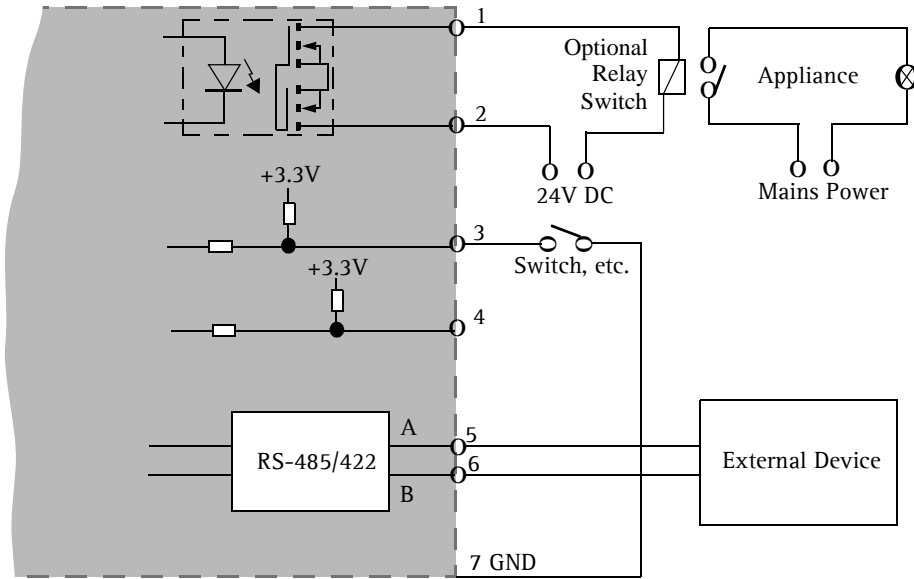 1
Optional
Relay
Switch
Appliance
2
24V DC
Mains Power
+3.3V
3
Switch, etc.
+3.3V
4
A
5
RS-485/422
6
External Device
B
7 GND